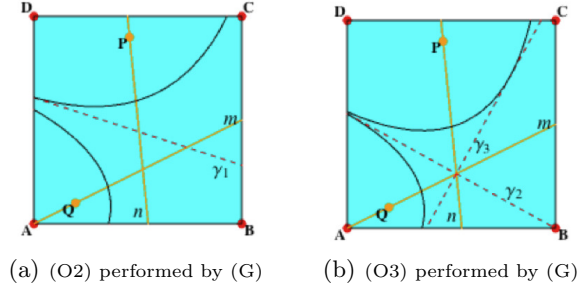 D C D C
P P
m m
γ₁ γ₃
γ₂
Q n Q n
A B A B
(a) (O2) performed by (G) (b) (O3) performed by (G)